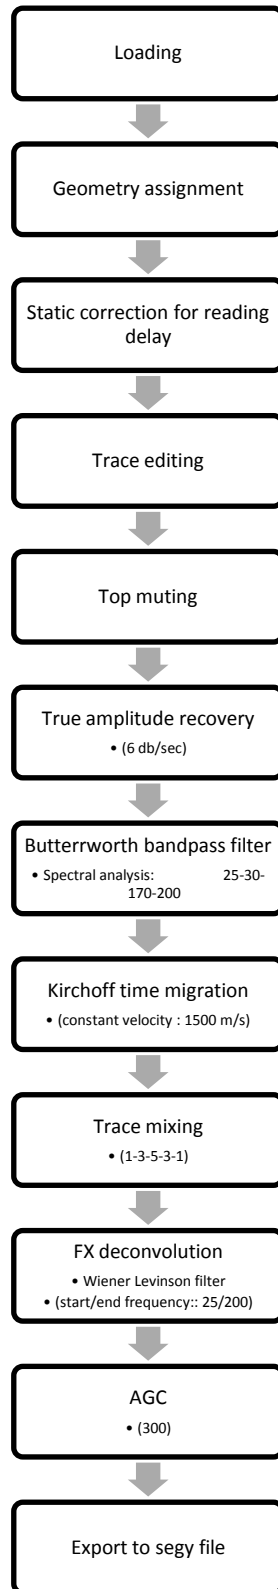 Loading
Geometry assignment
Static correction for reading
delay
Trace editing
Top muting
True amplitude recovery
• (6 db/sec)
Butterrworth bandpass filter
• Spectral analysis: 25-30-
170-200
Kirchoff time migration
• (constant velocity : 1500 m/s)
Trace mixing
• (1-3-5-3-1)
FX deconvolution
• Wiener Levinson filter
• (start/end frequency:: 25/200)
AGC
• (300)
Export to segy file